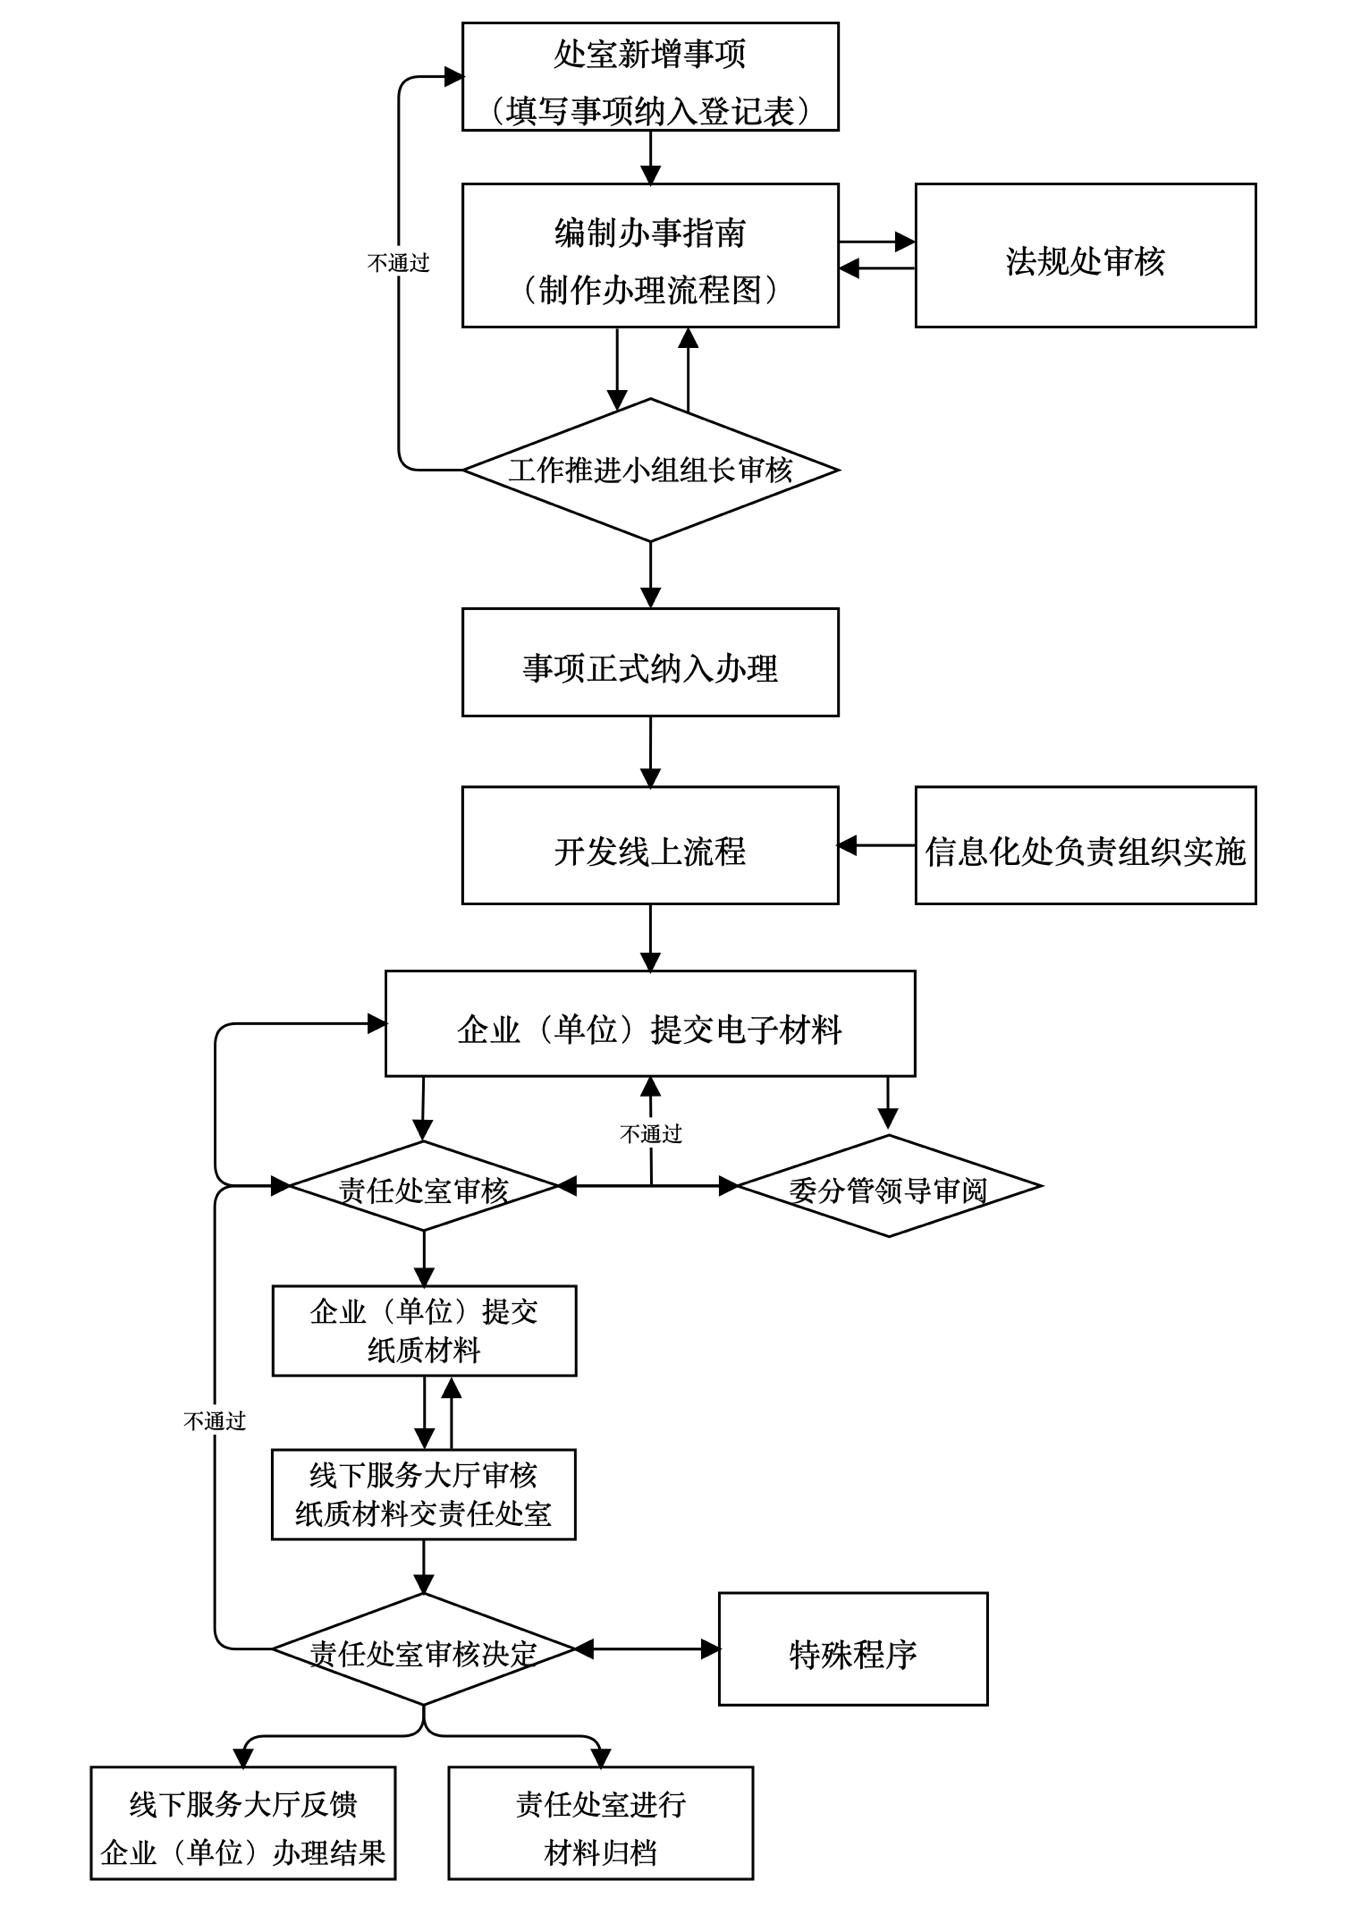 处室新增事项
（填写事项纳入登记表）
不通过
编制办事指南
（制作办理流程图）
法规处审核
工作推进小组组长审核
事项正式纳入办理
开发线上流程
信息化处负责组织实施
企业（单位）提交电子材料
不通过
责任处室审核
委分管领导审阅
企业（单位）提交
纸质材料
不通过
线下服务大厅审核
纸质材料交责任处室
责任处室审核决定
特殊程序
线下服务大厅反馈
企业（单位）办理结果
责任处室进行
材料归档